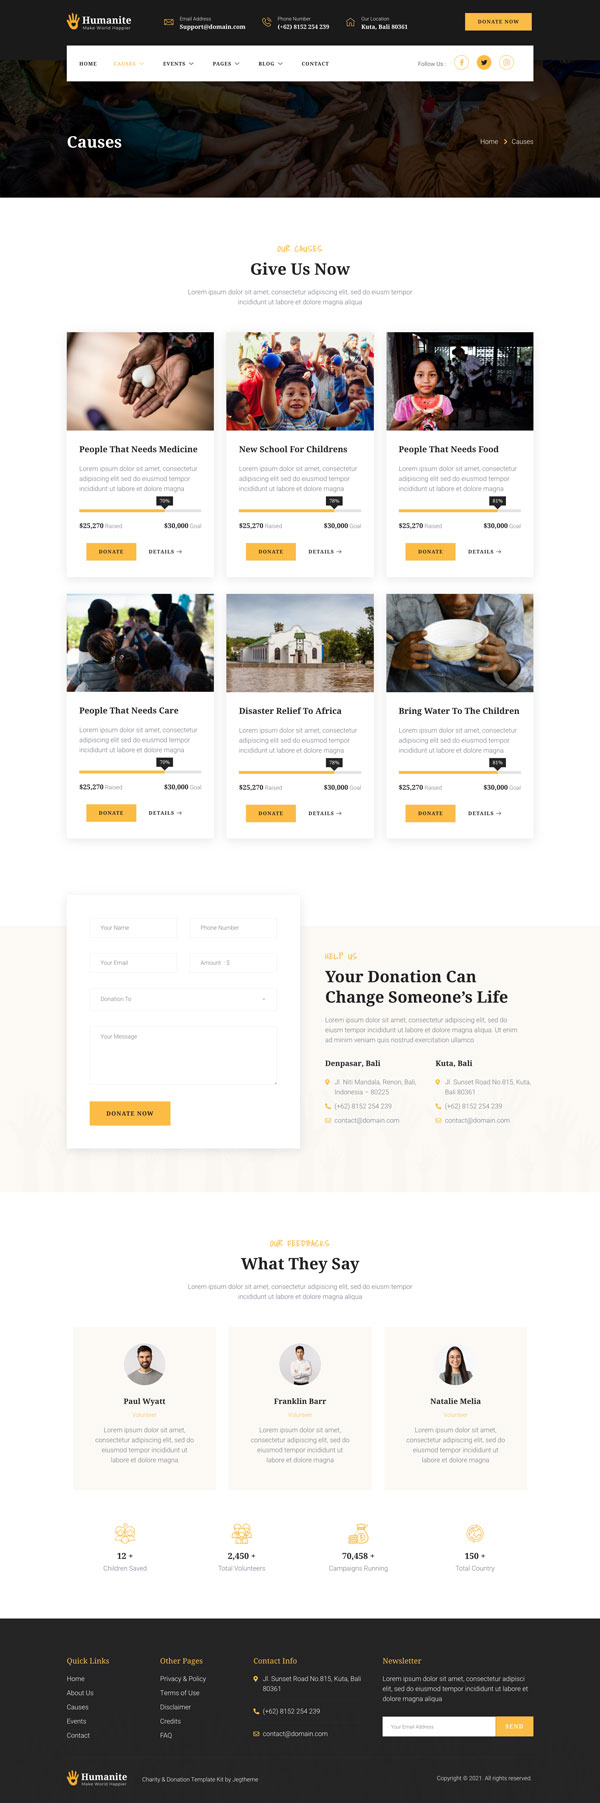 Humanite
Make World Happier
Email Address
Support@domain.com
Phone Number
(+62) 8152 254 239
Our Location
Kuta, Bali 80361
DONATE NOW
HOME CAUSES EVENTS PAGES BLOG CONTACT Follow Us :
Causes
Home Causes
OUR CAUSES
Give Us Now
Lorem ipsum dolor sit amet, consectetur adipiscing elit, sed do eiusm tempor
incididunt ut labore et dolore magna aliqua
People That Needs Medicine
Lorem ipsum dolor sit amet, consectetur
adipiscing elit sed do eiusmod tempor
incididunt ut labore et dolore magna
70%
$25,270 Raised $30,000 Goal
DONATE DETAILS →
New School For Childrens
Lorem ipsum dolor sit amet, consectetur
adipiscing elit sed do eiusmod tempor
incididunt ut labore et dolore magna
78%
$25,270 Raised $30,000 Goal
DONATE DETAILS →
People That Needs Food
Lorem ipsum dolor sit amet, consectetur
adipiscing elit sed do eiusmod tempor
incididunt ut labore et dolore magna
81%
$25,270 Raised $30,000 Goal
DONATE DETAILS →
People That Needs Care
Lorem ipsum dolor sit amet, consectetur
adipiscing elit sed do eiusmod tempor
incididunt ut labore et dolore magna
70%
$25,270 Raised $30,000 Goal
DONATE DETAILS →
Disaster Relief To Africa
Lorem ipsum dolor sit amet, consectetur
adipiscing elit sed do eiusmod tempor
incididunt ut labore et dolore magna
78%
$25,270 Raised $30,000 Goal
DONATE DETAILS →
Bring Water To The Children
Lorem ipsum dolor sit amet, consectetur
adipiscing elit sed do eiusmod tempor
incididunt ut labore et dolore magna
81%
$25,270 Raised $30,000 Goal
DONATE DETAILS →
Your Name Phone Number
Your Email Amount : $
Donation To
Your Message
DONATE NOW
HELP US
Your Donation Can
Change Someone's Life
Lorem ipsum dolor sit amet, consectetur adipiscing elit, sed do
eiusm tempor incididunt ut labore et dolore magna aliqua. Ut enim
ad minim veniam quis nostrud exercitation ullamco
Denpasar, Bali
Jl. Niti Mandala, Renon, Bali,
Indonesia – 80225
(+62) 8152 254 239
contact@domain.com
Kuta, Bali
Jl. Sunset Road No.815, Kuta,
Bali 80361
(+62) 8152 254 239
contact@domain.com
OUR FEEDBACKS
What They Say
Lorem ipsum dolor sit amet, consectetur adipiscing elit, sed do eiusm tempor
incididunt ut labore et dolore magna aliqua
Paul Wyatt
Volunteer
Lorem ipsum dolor sit amet,
consectetur adipiscing elit, sed do
eiusmod tempor incididunt ut
labore et dolore magna
Franklin Barr
Volunteer
Lorem ipsum dolor sit amet,
consectetur adipiscing elit, sed do
eiusmod tempor incididunt ut
labore et dolore magna
Natalie Melia
Volunteer
Lorem ipsum dolor sit amet,
consectetur adipiscing elit, sed do
eiusmod tempor incididunt ut
labore et dolore magna
12 +
Children Saved
2,450 +
Total Volunteers
70,458 +
Campaigns Running
150 +
Total Country
Quick Links
Home
About Us
Causes
Events
Contact
Other Pages
Privacy & Policy
Terms of Use
Disclaimer
Credits
FAQ
Contact Info
Jl. Sunset Road No.815, Kuta, Bali
80361
(+62) 8152 254 239
contact@domain.com
Newsletter
Lorem ipsum dolor sit amet, consectetur adipisci
elit, sed do eiusm tempor incididunt ut labore et
dolore magna aliqua
Your Email Address SEND
Humanite
Make World Happier
Charity & Donation Template Kit by Jegtheme
Copyright © 2021. All rights reserved.